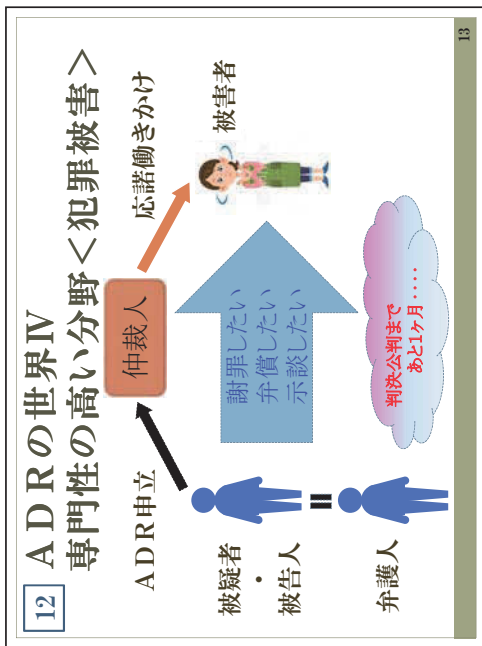 12
ADRの世界Ⅳ
専門性の高い分野＜犯罪被害＞
ADR申立
仲裁人
応諾働きかけ
被疑者
・
被告人
弁護人
謝罪したい
弁償したい
示談したい
被害者
判決公判まで
あと1ヶ月・・・・
13